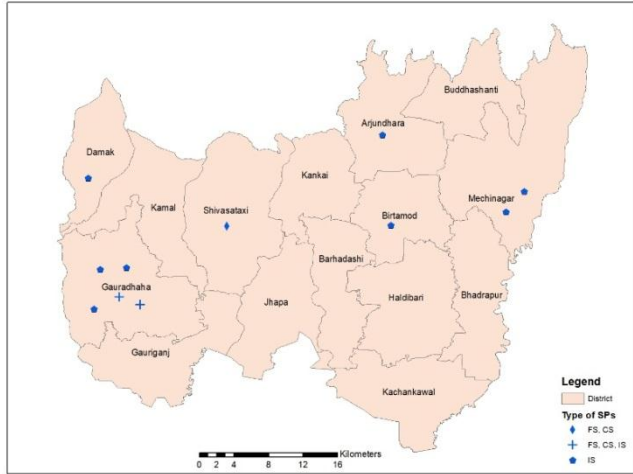 Buddhashanti
Arjundhara
Damak
Kankai
Mechinagar
Kamal
Shivasataxi
Birtamod
Barhadashi
Gauradhaha
Jhapa
Haldibari
Bhadrapur
Gauriganj
Kachankawal
Legend
District
Type of SPs
FS, CS
FS, CS, IS
IS
Kilometers
0 2 4 8 12 16